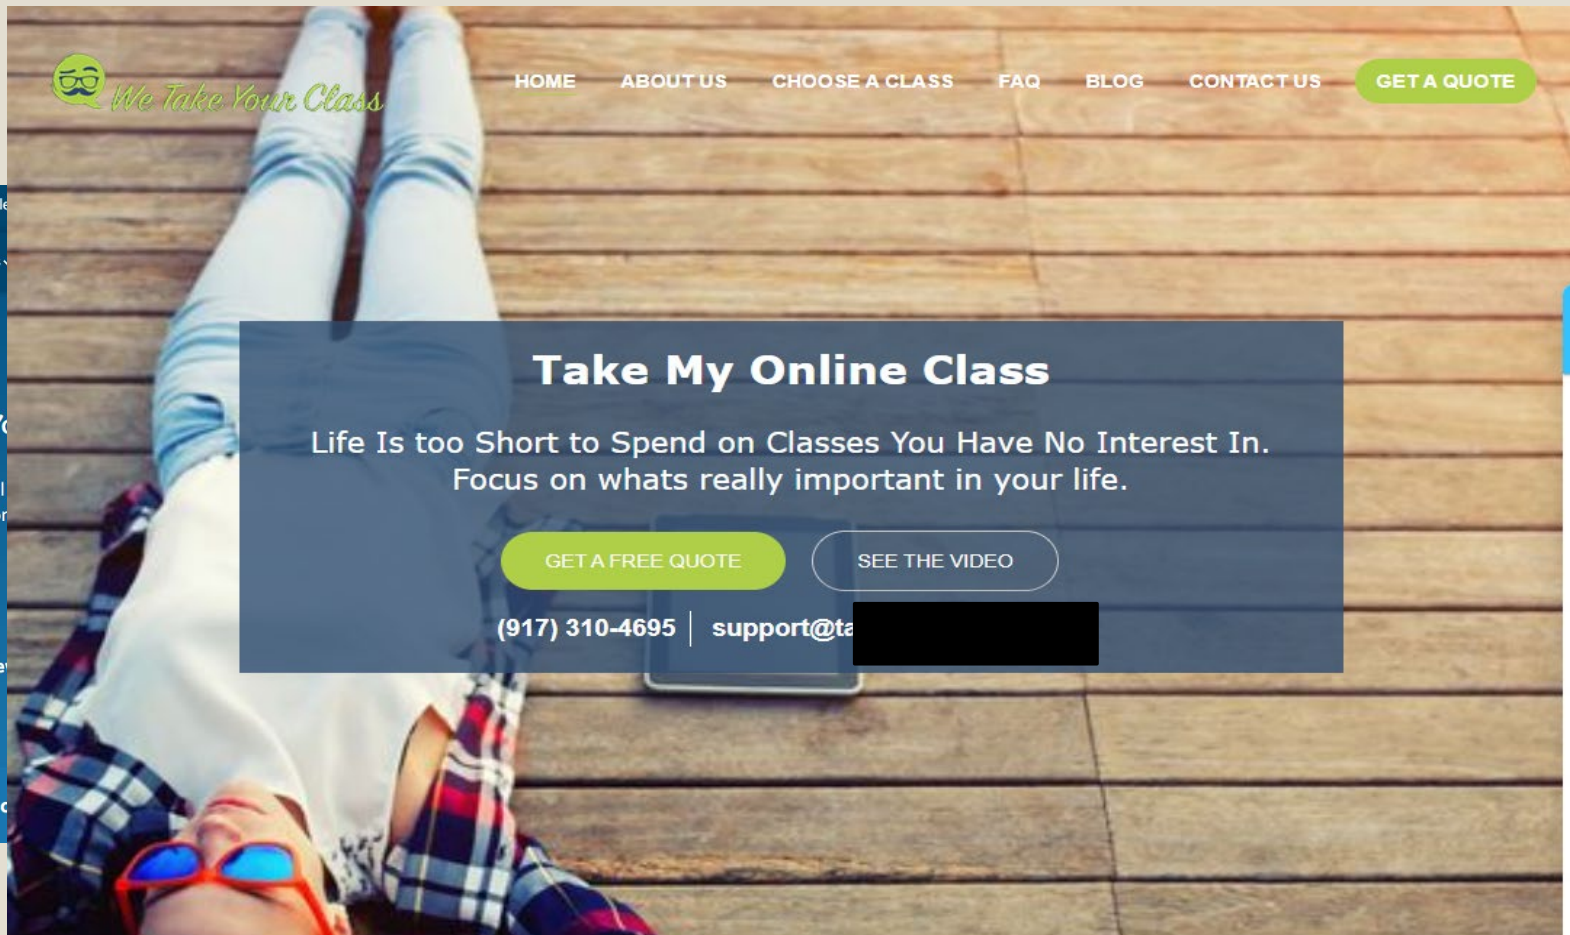 We Take Your Class
HOME ABOUT US CHOOSE A CLASS FAQ BLOG CONTACT US GET A QUOTE
Take My Online Class
Life Is too Short to Spend on Classes You Have No Interest In.
Focus on whats really important in your life.
GET A FREE QUOTE SEE THE VIDEO
(917) 310-4695 support@ta